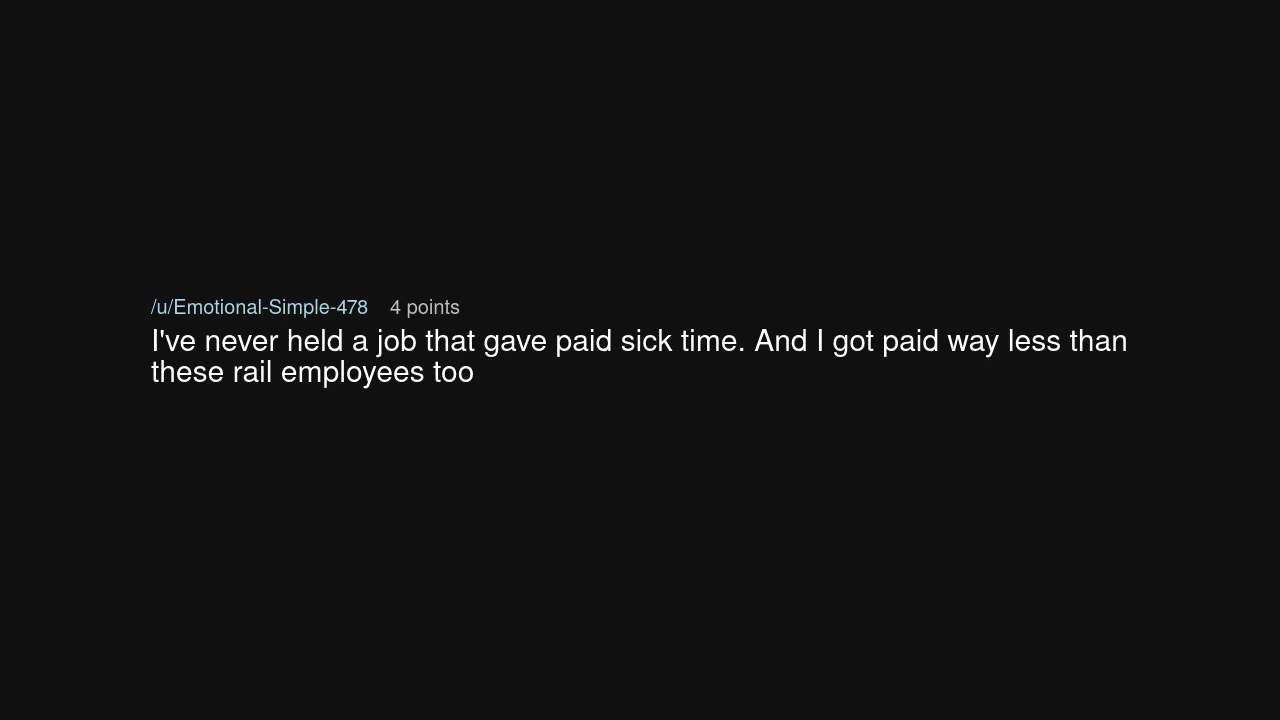 /u/Emotional-Simple-478 4 points
I've never held a job that gave paid sick time. And I got paid way less than
these rail employees too